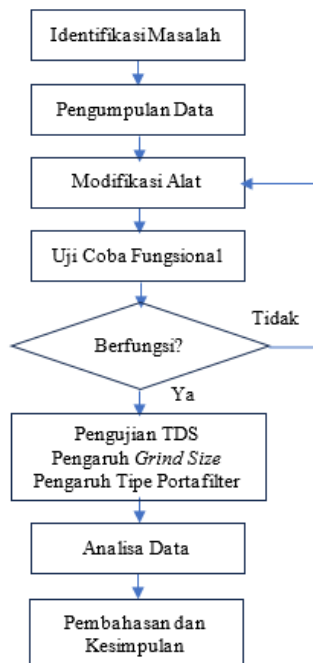 Identifikasi Masalah
Pengumpulan Data
Modifikasi Alat
Uji Coba Fungsional
Berfungsi?
Tidak
Ya
Pengujian TDS
Pengaruh Grind Size
Pengaruh Tipe Portafilter
Analisa Data
Pembahasan dan
Kesimpulan